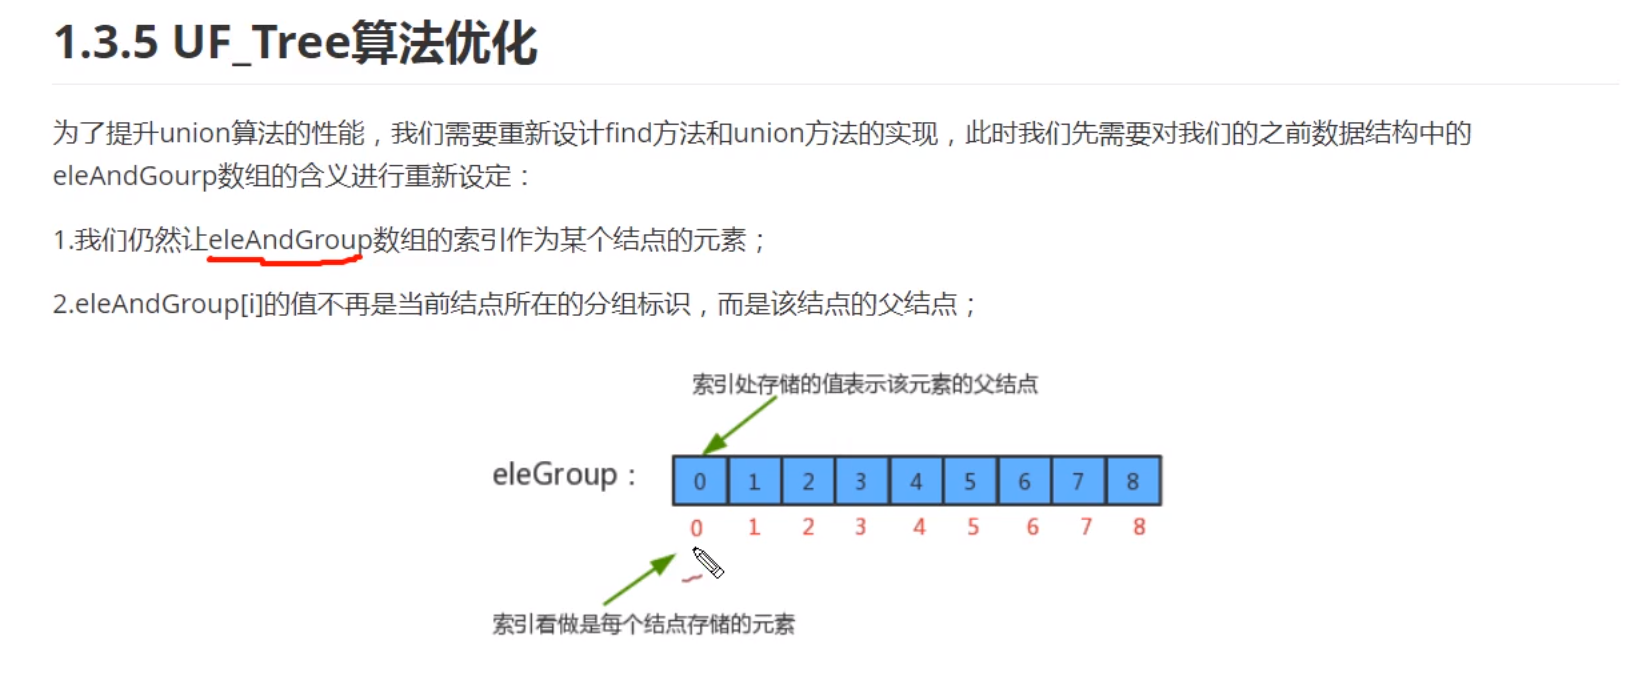 1.3.5 UF_Tree算法优化
为了提升union算法的性能，我们需要重新设计find方法和union方法的实现，此时我们先需要对我们的之前数据结构中的
eleAndGourp数组的含义进行重新设定：
1.我们仍然让eleAndGroup数组的索引作为某个结点的元素；
2.eleAndGroup[i]的值不再是当前结点所在的分组标识，而是该结点的父结点；
索引处存储的值表示该元素的父结点
eleGroup： 0 1 2 3 4 5 6 7 8
0 1 2 3 4 5 6 7 8
索引看做是每个结点存储的元素